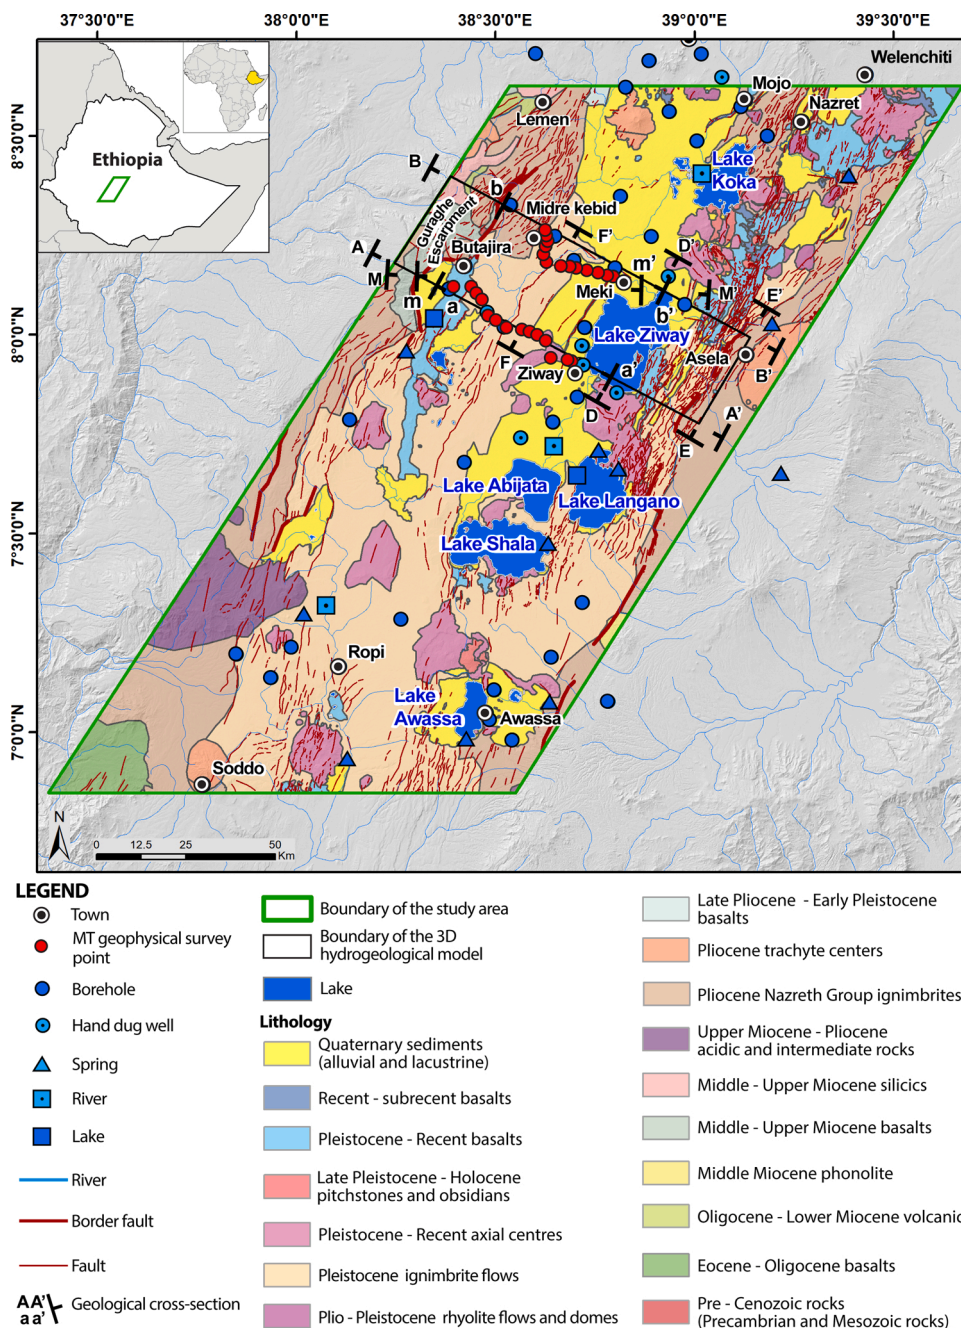 37°30'0"E
38°00'0"E
38°50'0"E
39°00'0"E
39°50'0"E
8°30'0"N
8°0'0"N
7°30'0"N
7°0'0"N
Ethiopia
Welenchiti
Mojo
Nazret
Lemen
Lake
Koka
B
b
Midre kebid
Guraghe
Escarpment
F'
A
Butajira
D'
M
m'
m
Meki
M'
E'
a
b'
Lake Ziway
F
Asela
Ziway
a'
B'
D
A'
E
Lake Abijata
Lake Langano
Lake Shala
Ropi
Lake
Awassa
Awassa
Soddo
N
0 12.5 25 50
Km
LEGEND
Town
MT geophysical survey
point
Borehole
Hand dug well
Spring
River
Lake
River
Border fault
Fault
AA'
aa'
Geological cross-section
Boundary of the study area
Boundary of the 3D
hydrogeological model
Lake
Lithology
Quaternary sediments
(alluvial and lacustrine)
Recent - subrecent basalts
Pleistocene - Recent basalts
Late Pleistocene - Holocene
pitchstones and obsidians
Pleistocene - Recent axial centres
Pleistocene ignimbrite flows
Plio - Pleistocene rhyolite flows and domes
Late Pliocene - Early Pleistocene
basalts
Pliocene trachyte centers
Pliocene Nazreth Group ignimbrites
Upper Miocene - Pliocene
acidic and intermediate rocks
Middle - Upper Miocene silicics
Middle - Upper Miocene basalts
Middle Miocene phonolite
Oligocene - Lower Miocene volcanic
Eocene - Oligocene basalts
Pre - Cenozoic rocks
(Precambrian and Mesozoic rocks)